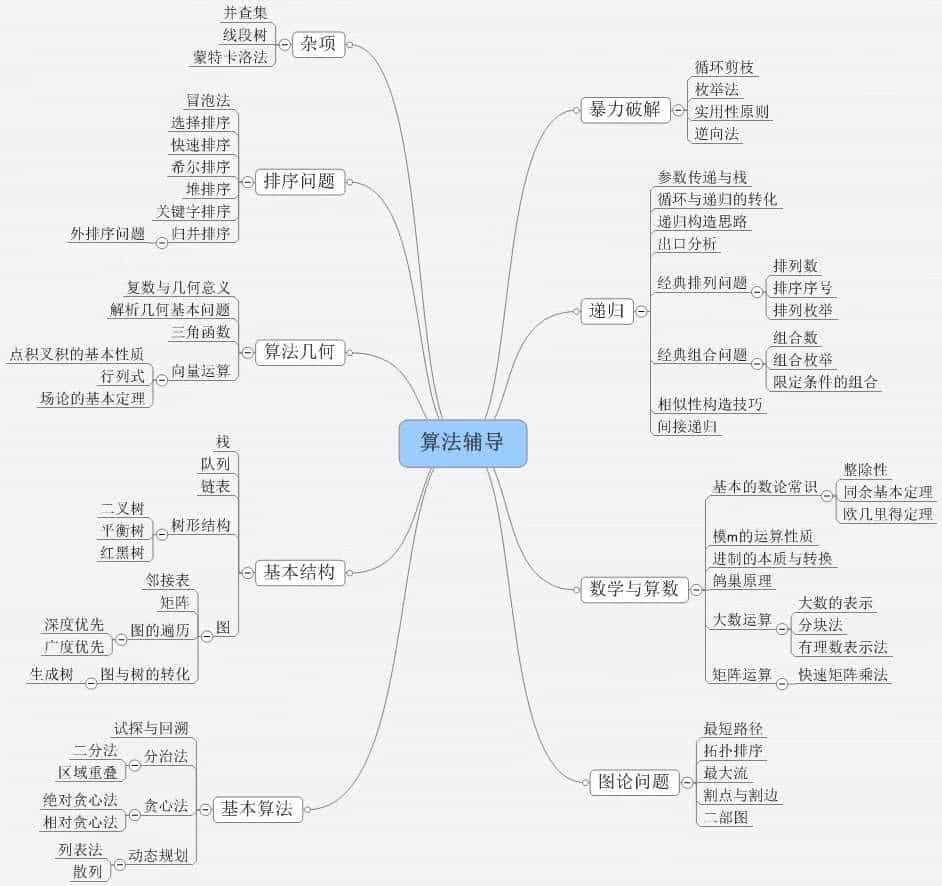 算法辅导
杂项
并查集
线段树
蒙特卡洛法
排序问题
冒泡法
选择排序
快速排序
希尔排序
堆排序
关键字排序
归并排序
外排序问题
算法几何
复数与几何意义
解析几何基本问题
三角函数
向量运算
点积叉积的基本性质
行列式
场论的基本定理
基本结构
栈
队列
链表
树形结构
二叉树
平衡树
红黑树
图
邻接表
矩阵
图的遍历
深度优先
广度优先
图与树的转化
生成树
基本算法
试探与回溯
分治法
二分法
区域重叠
贪心法
绝对贪心法
相对贪心法
动态规划
列表法
散列
暴力破解
循环剪枝
枚举法
实用性原则
逆向法
递归
参数传递与栈
循环与递归的转化
递归构造思路
出口分析
经典排列问题
排列数
排序序号
排列枚举
经典组合问题
组合数
组合枚举
限定条件的组合
相似性构造技巧
间接递归
数学与算数
基本的数论常识
整除性
同余基本定理
欧几里得定理
模m的运算性质
进制的本质与转换
鸽巢原理
大数运算
大数的表示
分块法
有理数表示法
矩阵运算
快速矩阵乘法
图论问题
最短路径
拓扑排序
最大流
割点与割边
二部图